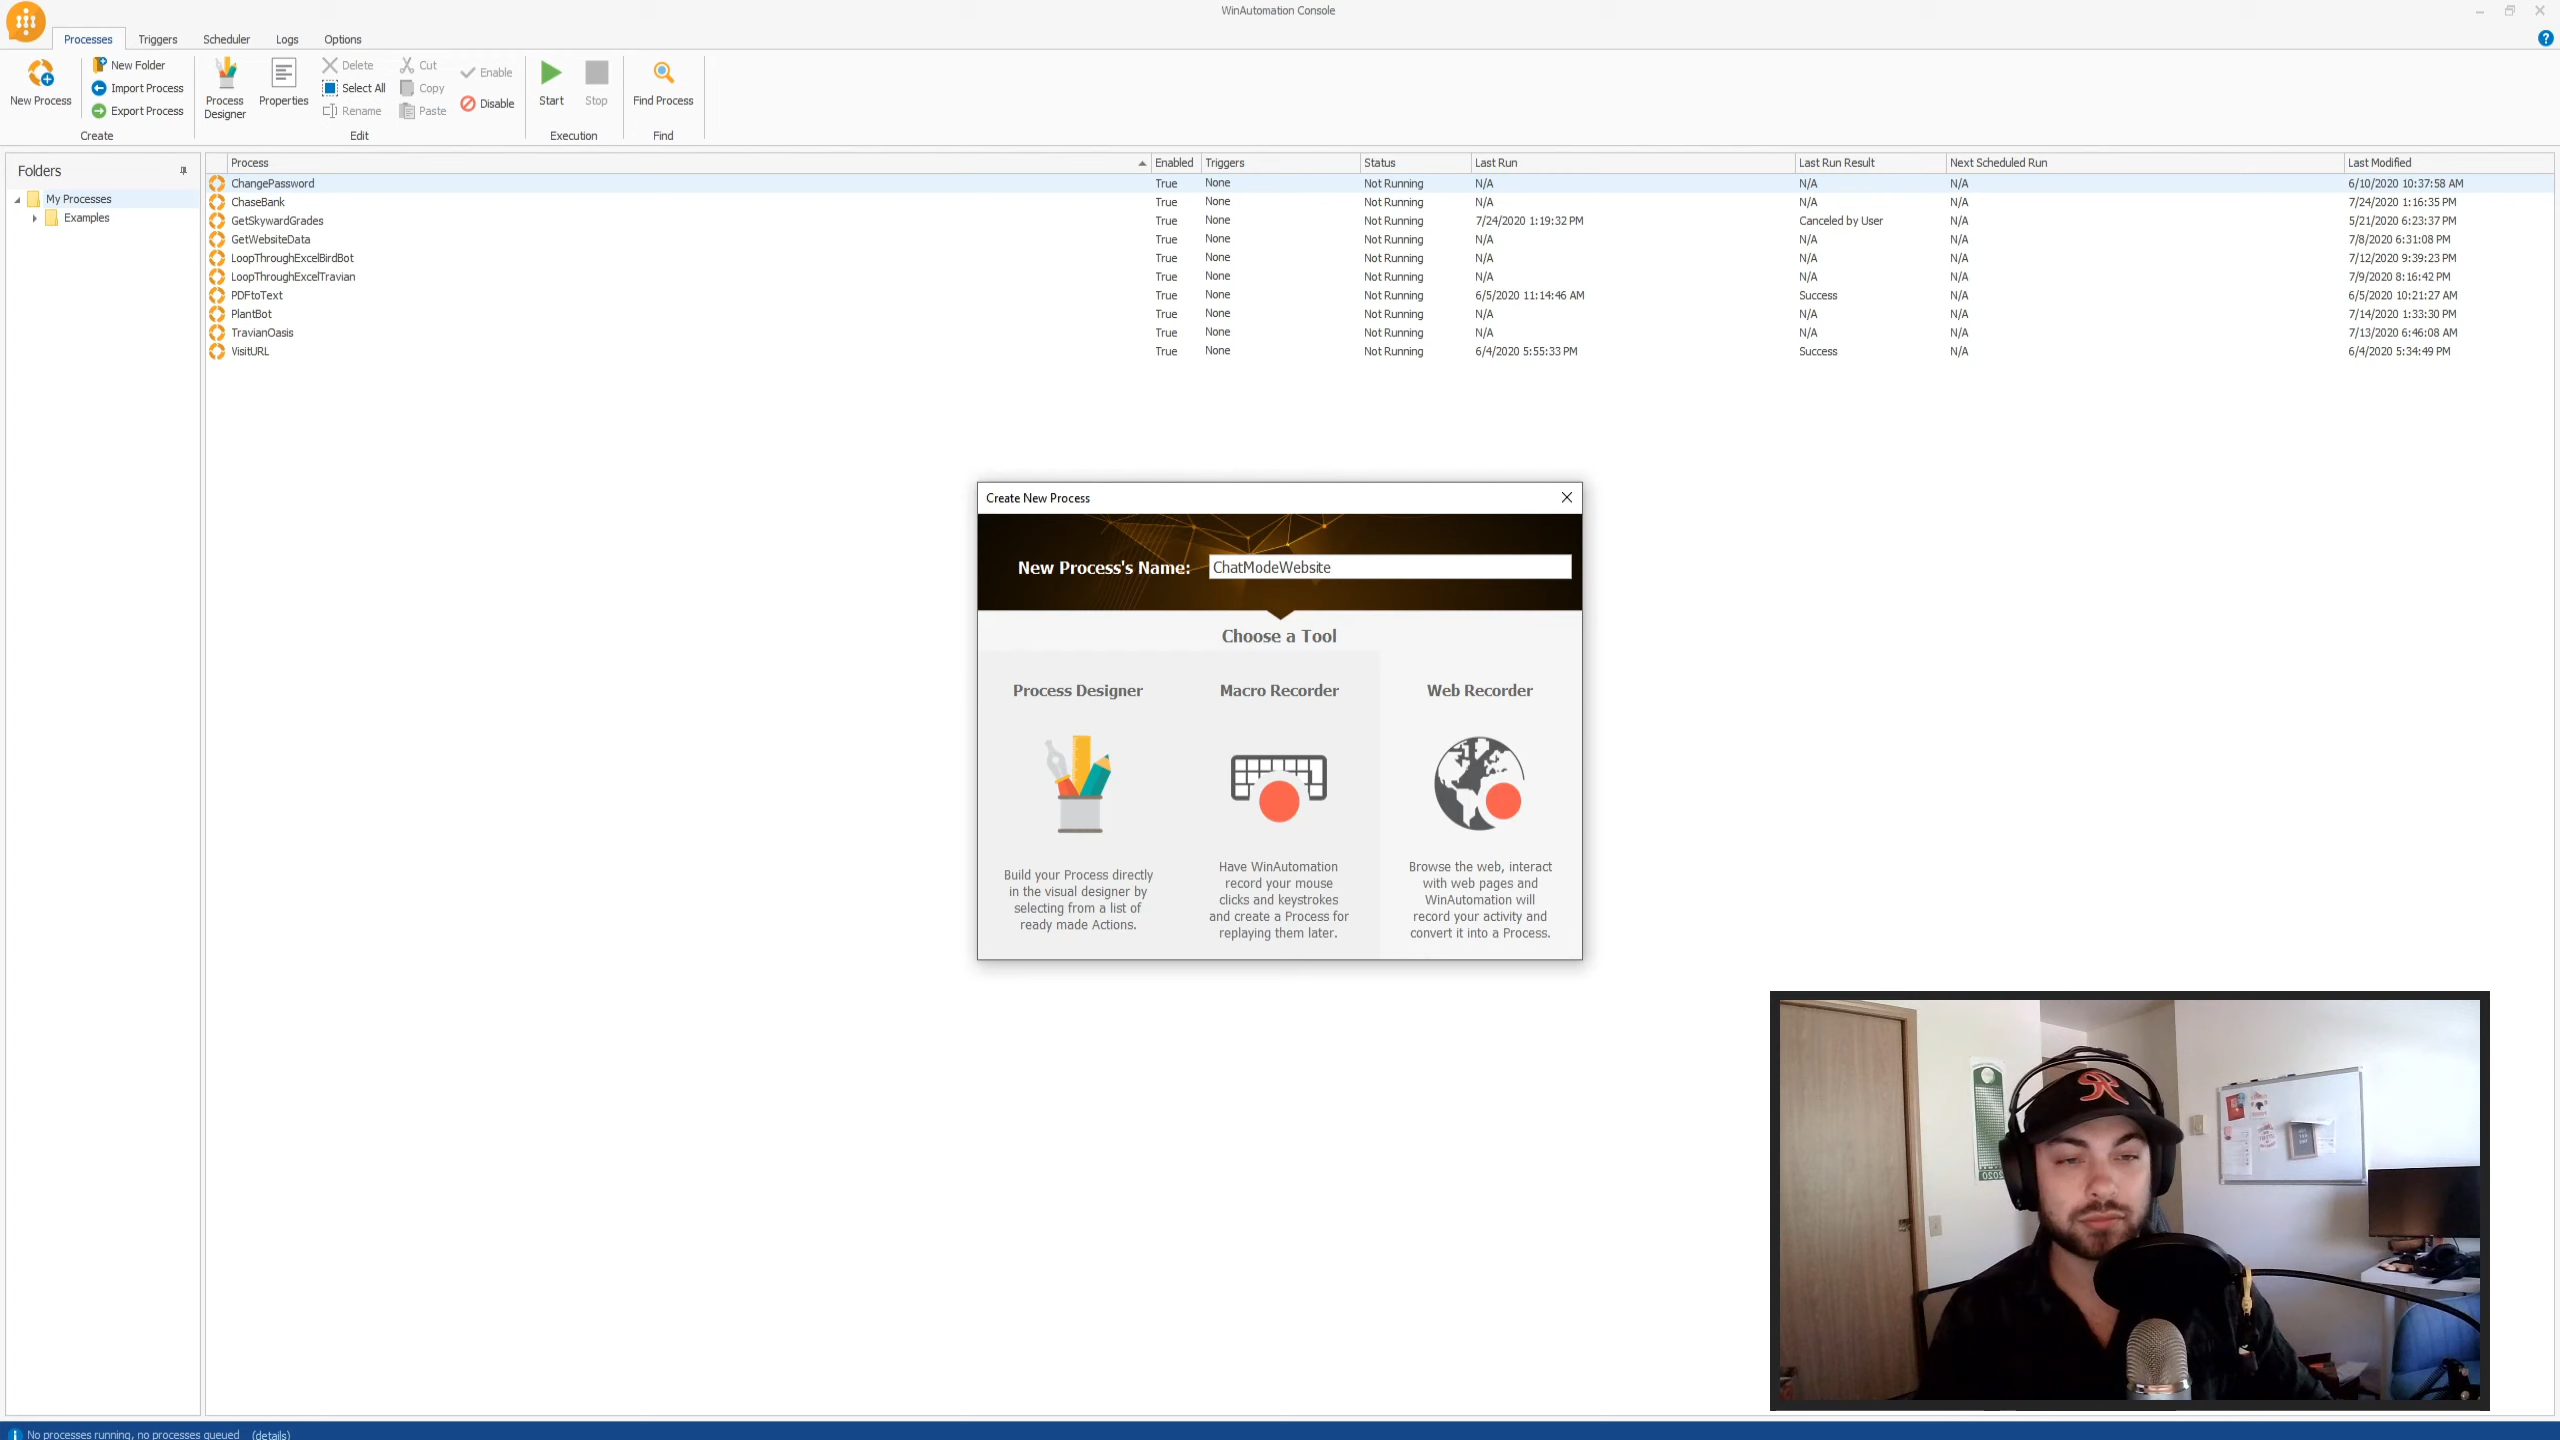 WinAutomation Console
Processes Triggers Scheduler Logs Options
New Process
New Folder
Import Process
Export Process
Create
Process Designer
Properties
Delete
Select All
Rename
Cut
Copy
Paste
Enable
Disable
Edit
Start
Stop
Execution
Find Process
Find
Folders
My Processes
Examples
Process Enabled Triggers Status Last Run Last Run Result Next Scheduled Run Last Modified
ChangePassword True None Not Running N/A N/A N/A 6/10/2020 10:37:58 AM
ChaseBank True None Not Running N/A N/A N/A 7/24/2020 1:16:35 PM
GetSkywardGrades True None Not Running 7/24/2020 1:19:32 PM Canceled by User N/A 5/21/2020 6:23:37 PM
GetWebsiteData True None Not Running N/A N/A N/A 7/8/2020 6:31:08 PM
LoopThroughExcelBirdBot True None Not Running N/A N/A N/A 7/12/2020 9:39:23 PM
LoopThroughExcelTravian True None Not Running N/A N/A N/A 7/9/2020 8:16:42 PM
PDFtoText True None Not Running 6/5/2020 11:14:46 AM Success N/A 6/5/2020 10:21:27 AM
PlantBot True None Not Running N/A N/A N/A 7/14/2020 1:33:30 PM
TravianOasis True None Not Running N/A N/A N/A 7/13/2020 6:46:08 AM
VisitURL True None Not Running 6/4/2020 5:55:33 PM Success N/A 6/4/2020 5:34:49 PM
Create New Process
New Process's Name: ChatModeWebsite
Choose a Tool
Process Designer
Build your Process directly
in the visual designer by
selecting from a list of
ready made Actions.
Macro Recorder
Have WinAutomation
record your mouse
clicks and keystrokes
and create a Process for
replaying them later.
Web Recorder
Browse the web, interact
with web pages and
WinAutomation will
record your activity and
convert it into a Process.
No processes running, no processes queued (details)